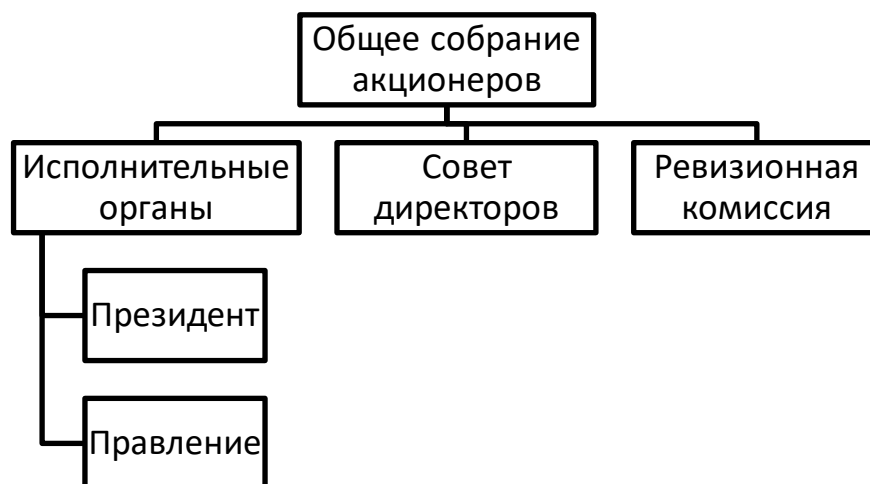 Общее собрание
акционеров
Исполнительные
органы
Совет
директоров
Ревизионная
комиссия
Президент
Правление